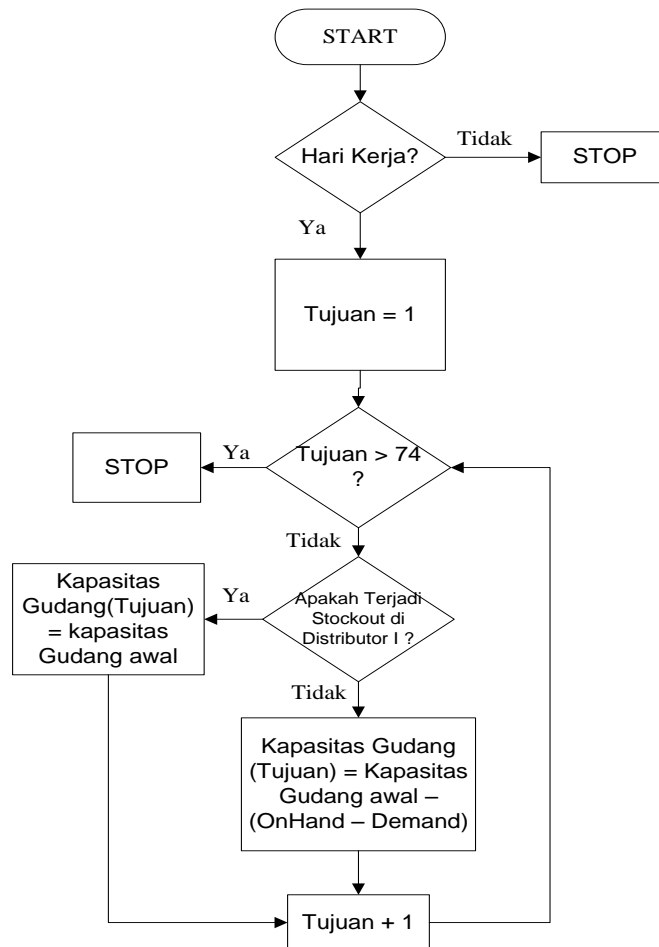 START
Hari Kerja?
Tidak
STOP
Ya
Tujuan = 1
Tujuan > 74
?
Ya
STOP
Tidak
Apakah Terjadi
Stockout di
Distributor I ?
Ya
Kapasitas
Gudang(Tujuan)
= kapasitas
Gudang awal
Tidak
Kapasitas Gudang
(Tujuan) = Kapasitas
Gudang awal –
(OnHand – Demand)
Tujuan + 1